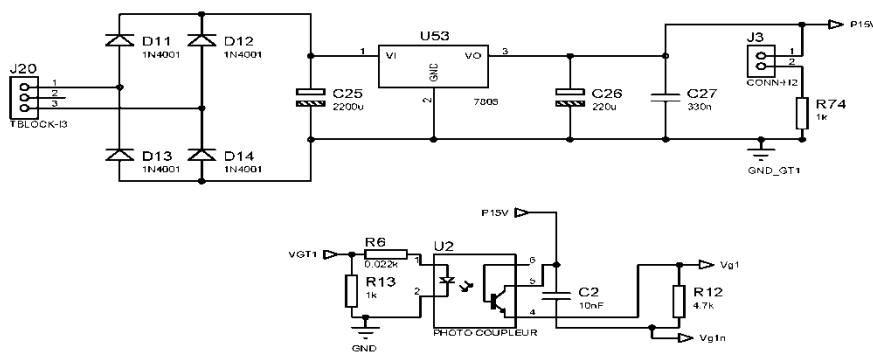 D11
1N4001
D12
1N4001
J20
1
2
3
TBLOCK-I3
D13
1N4001
D14
1N4001
C25
2200u
U53
1
VI
VO
3
GND
2
7805
C26
220u
C27
330n
J3
1
2
CONN-H2
P15V
R74
1k
GND_GT1
P15V
VGT1
R6
0.022k
R13
1k
GND
U2
1
2
6
5
4
PHOTO COUPLEUR
C2
10nF
Vg1
R12
4.7k
Vg1n